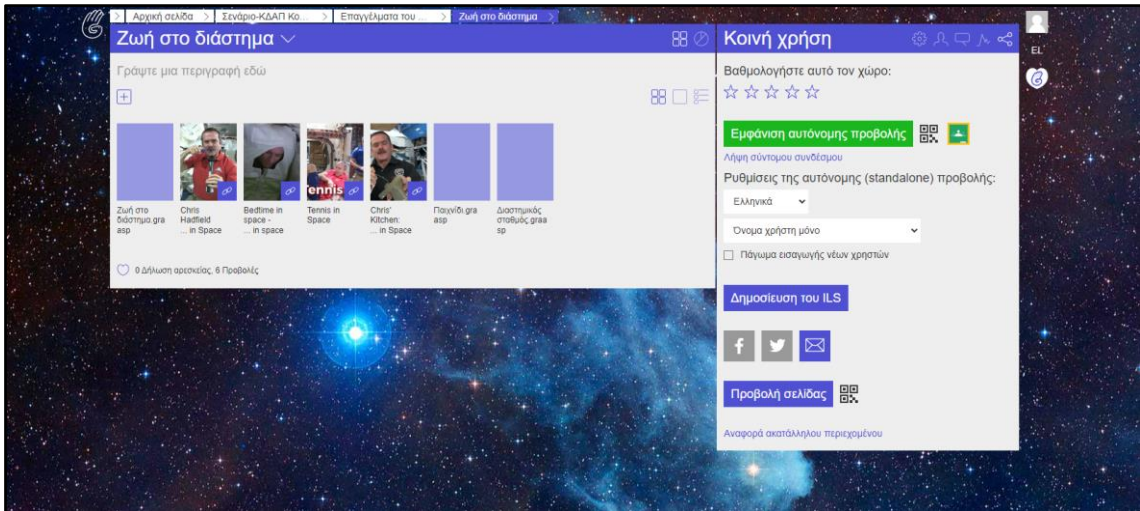 Αρχική σελίδα
Σενάριο-ΚΔΑΠ Κο...
Επαγγέλματα του ...
Ζωή στο διάστημα
Ζωή στο διάστημα
Γράψτε μια περιγραφή εδώ
Ζωή στο
διάστημα.gra
asp
Chris
Hadfield
... in Space
Bedtime in
space -
... in space
Tennis
Tennis in
Space
Chris'
Kitchen:
... in Space
Παιχνίδι.gra
asp
Διαστημικός
σταθμός.graa
sp
0 Δήλωση αρεσκείας, 6 Προβολές
Κοινή χρήση
Βαθμολογήστε αυτό τον χώρο:
Εμφάνιση αυτόνομης προβολής
Λήψη σύντομου συνδέσμου
Ρυθμίσεις της αυτόνομης (standalone) προβολής:
Ελληνικά
Όνομα χρήστη μόνο
Πάγωμα εισαγωγής νέων χρηστών
Δημοσίευση του ILS
Προβολή σελίδας
Αναφορά ακατάλληλου περιεχομένου
EL